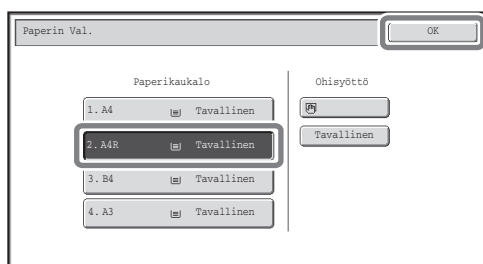 Paperin Val.
OK
Paperikaukalo
Ohisyöttö
1. A4 Tavallinen
2. A4R Tavallinen
Tavallinen
3. B4 Tavallinen
4. A3 Tavallinen